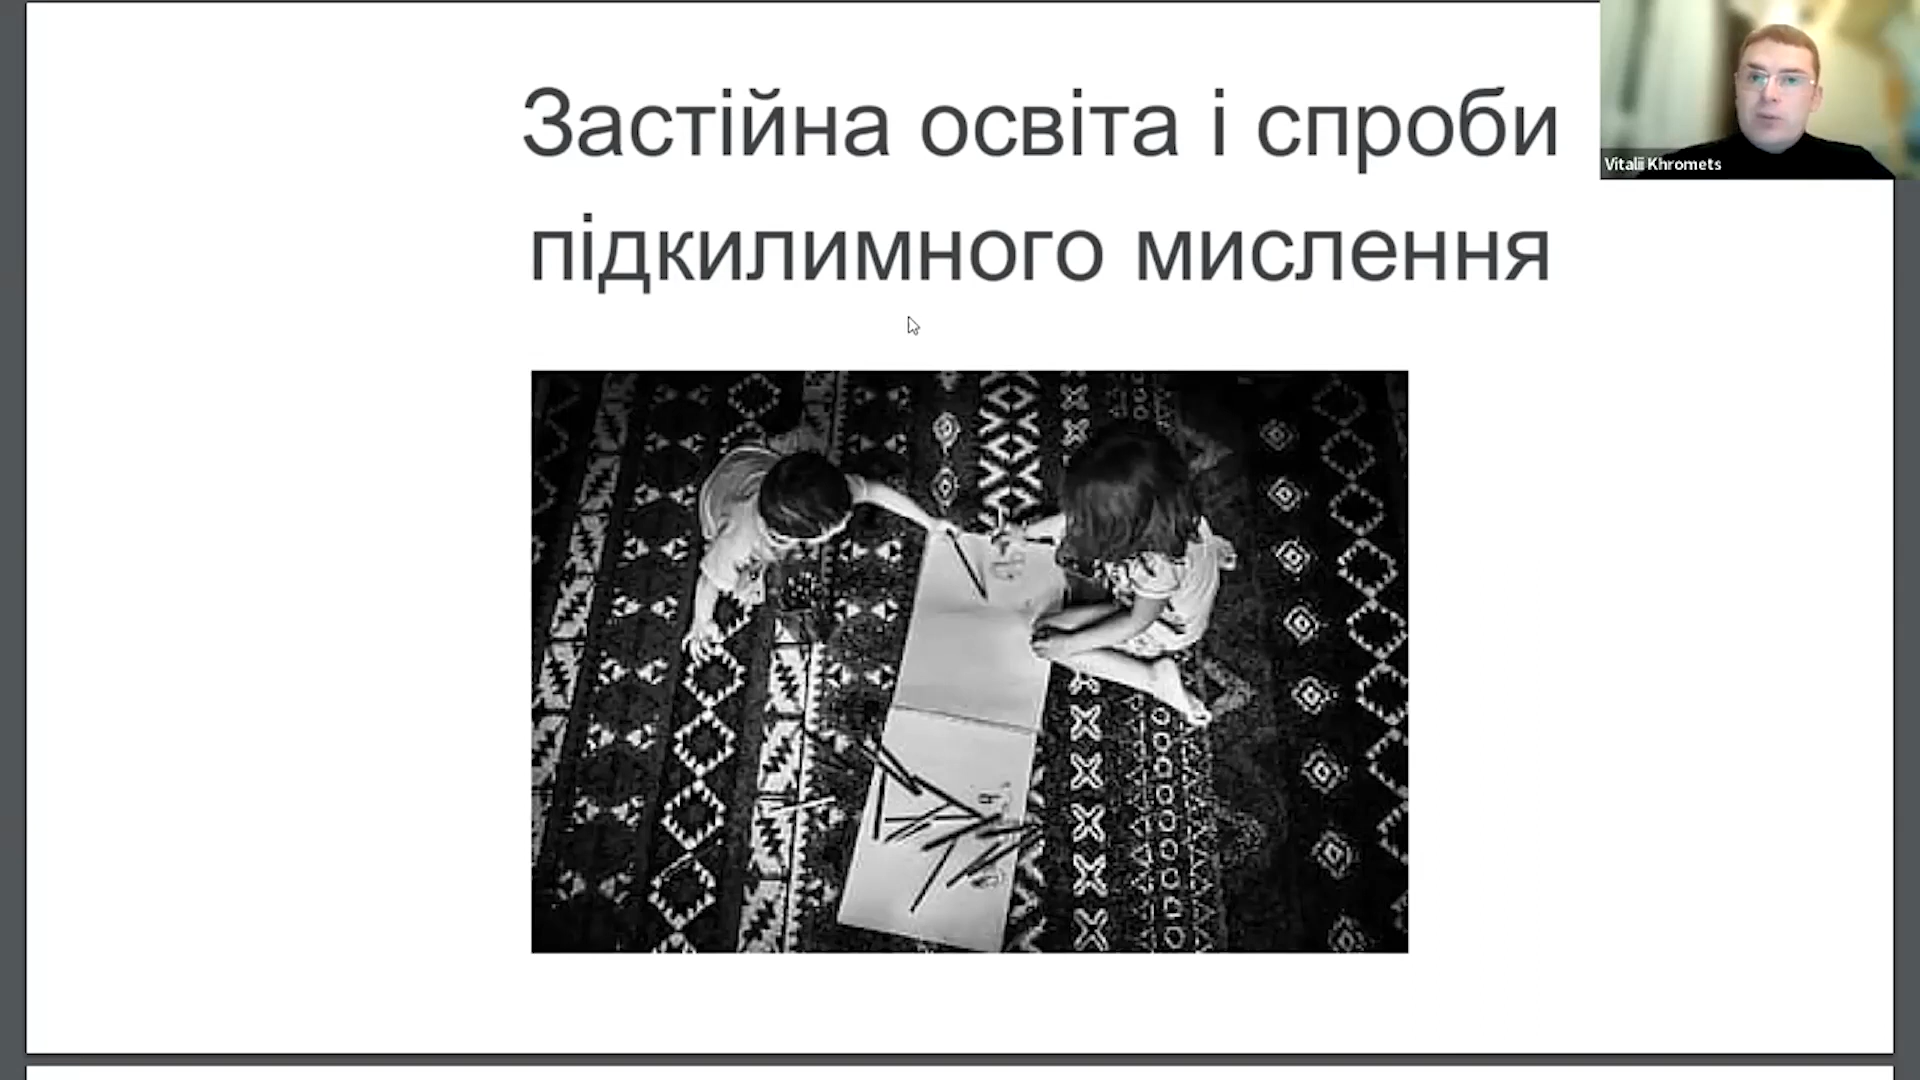 Застійна освіта і спроби
підкилимного мислення
Vitalii Khromets